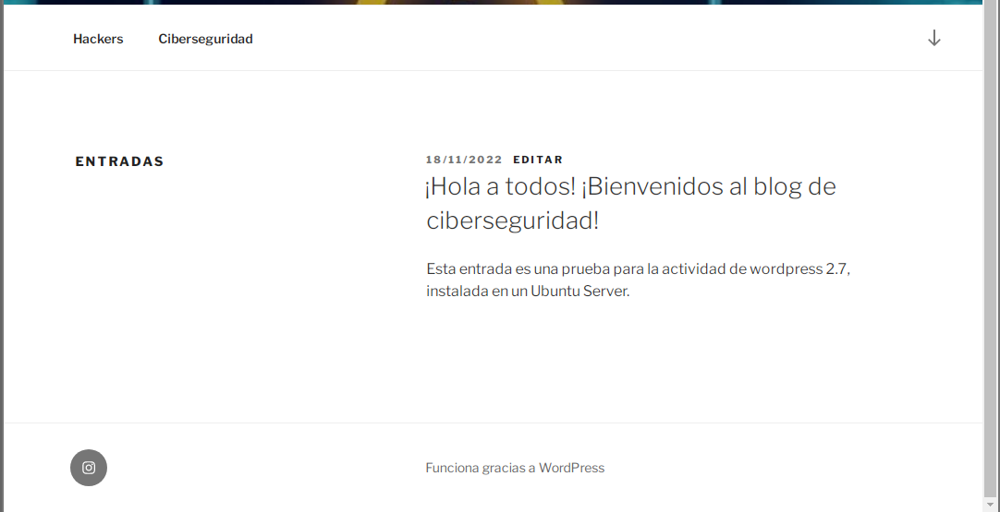 Hackers Ciberseguridad
ENTRADAS
18/11/2022 EDITAR
¡Hola a todos! ¡Bienvenidos al blog de
ciberseguridad!
Esta entrada es una prueba para la actividad de wordpress 2.7,
instalada en un Ubuntu Server.
Funciona gracias a WordPress